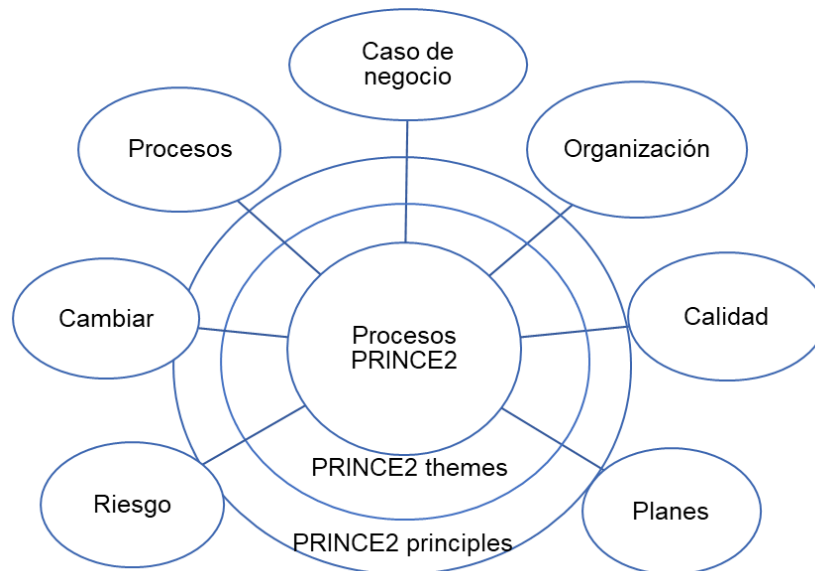 Caso de
negocio
Procesos
Organización
Cambiar
Calidad
Procesos
PRINCE2
PRINCE2 themes
Riesgo
Planes
PRINCE2 principles